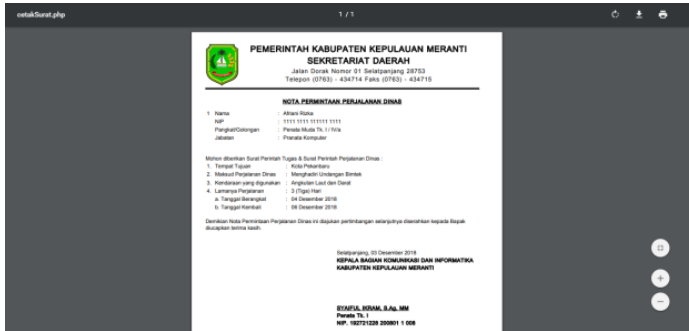 cetakSurat.php
1 / 1
PEMERINTAH KABUPATEN KEPULAUAN MERANTI
SEKRETARIAT DAERAH
Jalan Dorak Nomor 01 Selatpanjang 28753
Telepon (0763) - 434714 Faks (0763) - 434715
NOTA PERMINTAAN PERJALANAN DINAS
1 Nama : Afriani Rizka
NIP : 1111 1111 111111 1111
Pangkat/Golongan : Penata Muda Tk. I / IV/a
Jabatan : Pranata Komputer
Mohon diberikan Surat Perintah Tugas & Surat Perintah Perjalanan Dinas :
1. Tempat Tujuan : Kota Pekanbaru
2. Maksud Perjalanan Dinas : Menghadiri Undangan Bimtek
3. Kendaraan yang digunakan : Angkutan Laut dan Darat
4. Lamanya Perjalanan : 3 (Tiga) Hari
a. Tanggal Berangkat : 04 Desember 2018
b. Tanggal Kembali : 06 Desember 2018
Demikian Nota Permintaan Perjalanan Dinas ini diajukan pertimbangan selanjutnya diserahkan kepada Bapak
diucapkan terima kasih.
Selatpanjang, 03 Desember 2018
KEPALA BAGIAN KOMUNIKASI DAN INFORMATIKA
KABUPATEN KEPULAUAN MERANTI
SYAIFUL IKRAM, S.Ag, MM
Penata Tk. I
NIP. 192721228 200801 1 008